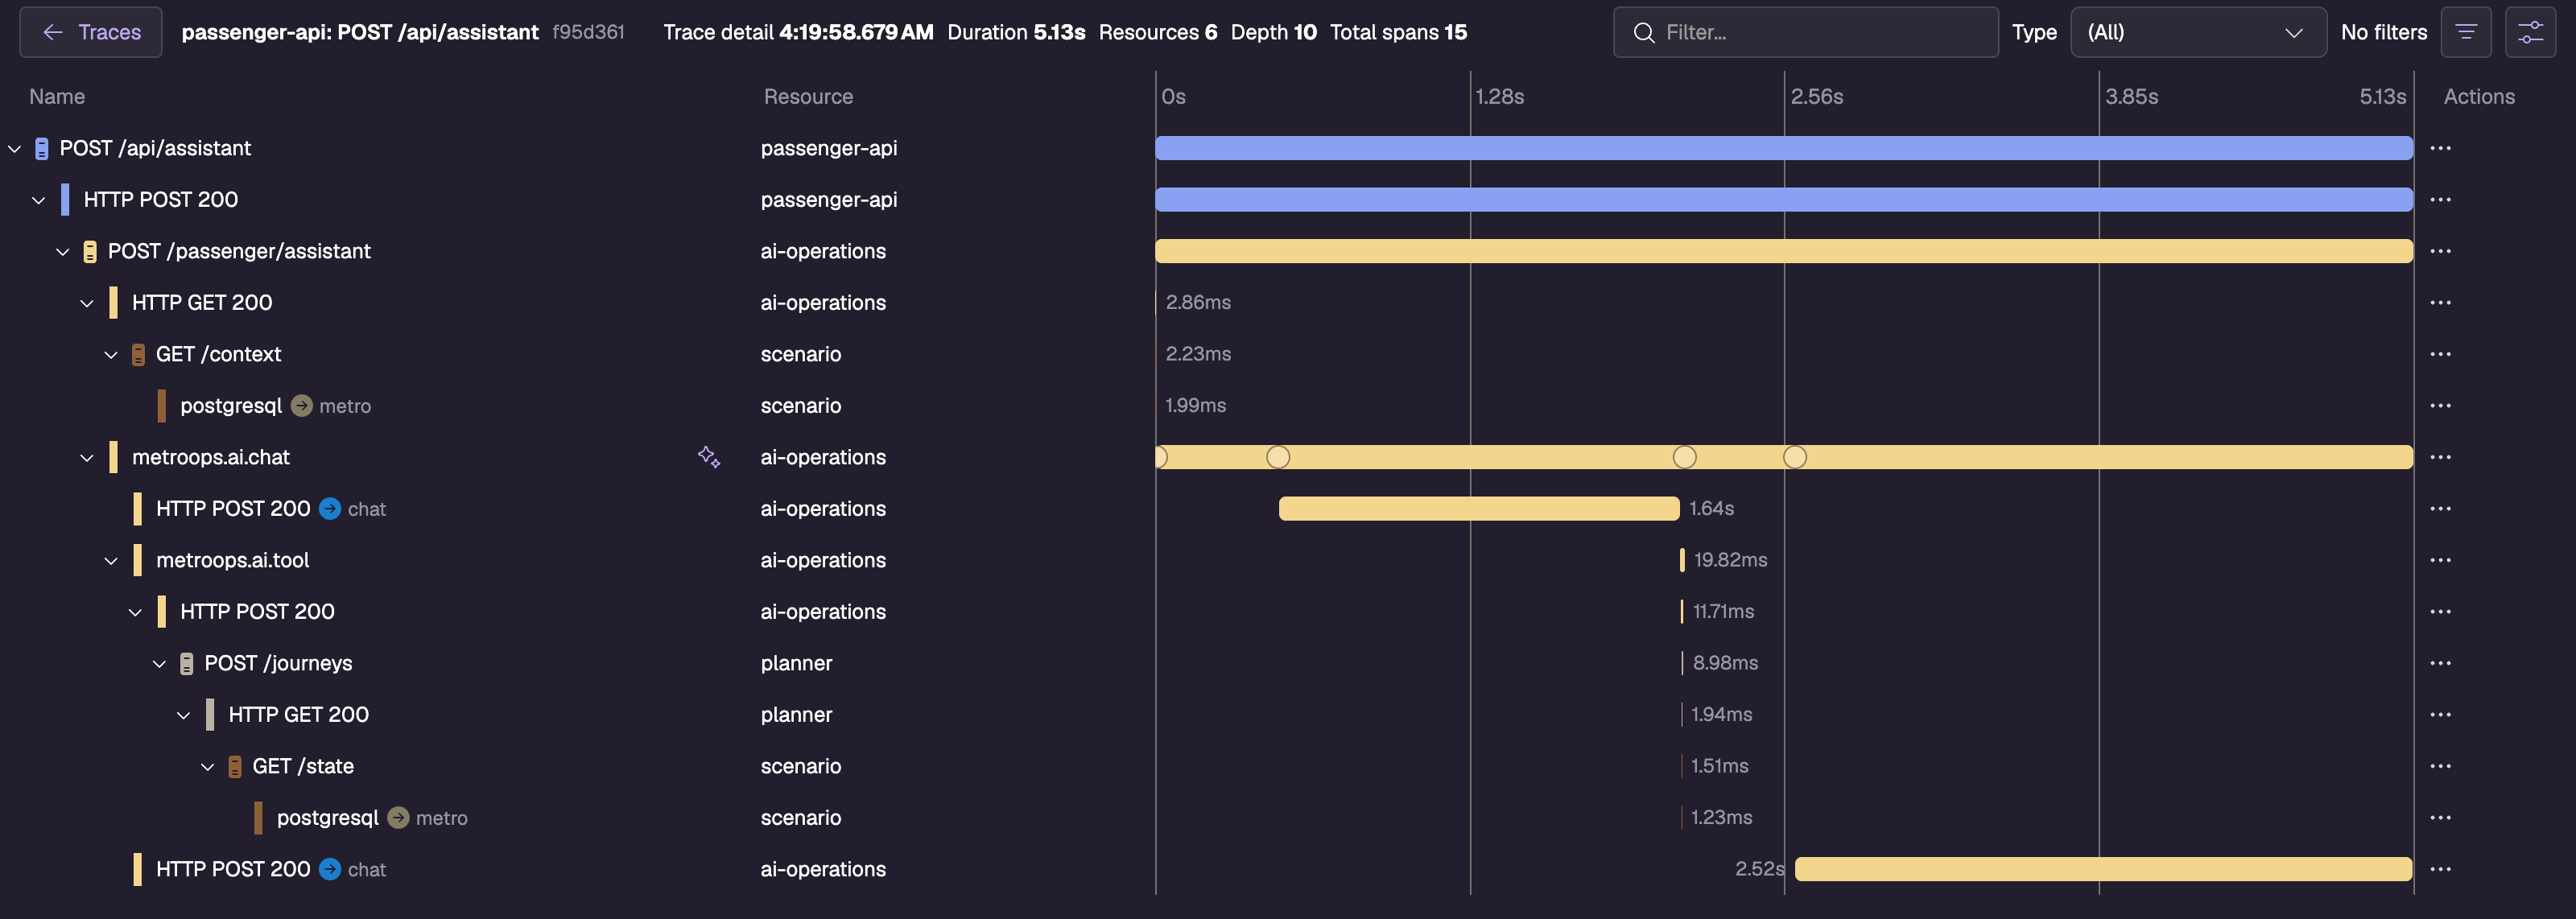 Traces passenger-api: POST /api/assistant f95d361 Trace detail 4:19:58.679 AM Duration 5.13s Resources 6 Depth 10 Total spans 15 Filter... Type (All) No filters
Name Resource 0s 1.28s 2.56s 3.85s 5.13s Actions
POST /api/assistant passenger-api
HTTP POST 200 passenger-api
POST /passenger/assistant ai-operations
HTTP GET 200 ai-operations 2.86ms
GET /context scenario 2.23ms
postgresql metro scenario 1.99ms
metroops.ai.chat ai-operations
HTTP POST 200 chat ai-operations 1.64s
metroops.ai.tool ai-operations 19.82ms
HTTP POST 200 ai-operations 11.71ms
POST /journeys planner 8.98ms
HTTP GET 200 planner 1.94ms
GET /state scenario 1.51ms
postgresql metro scenario 1.23ms
HTTP POST 200 chat ai-operations 2.52s